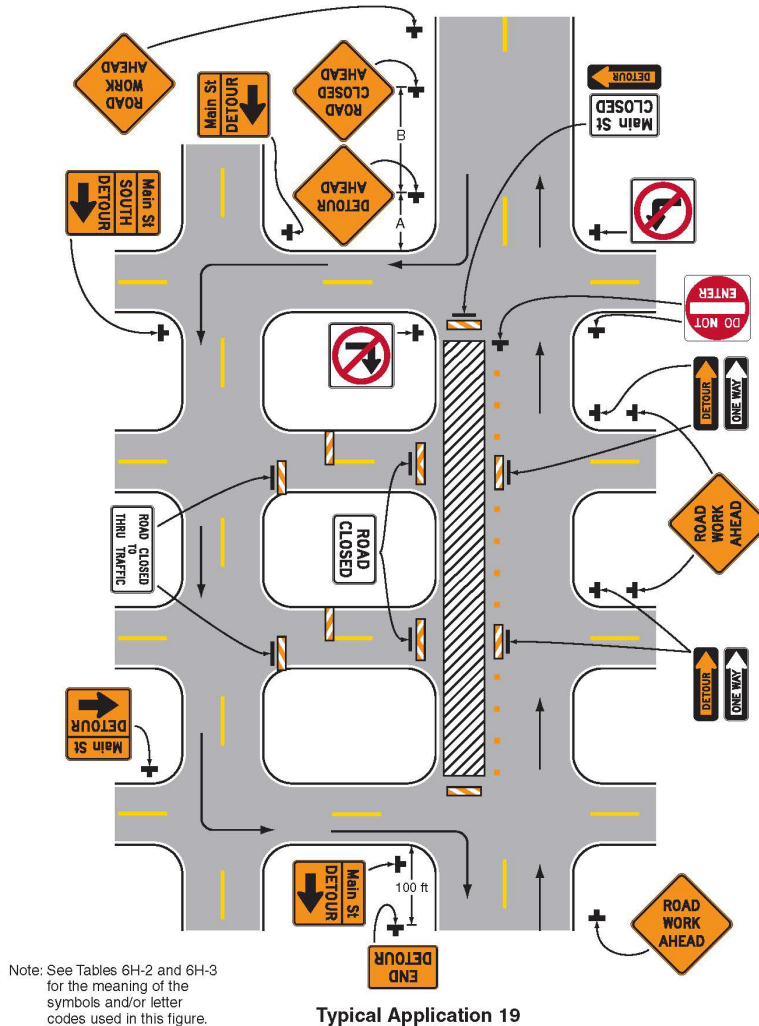 ROAD
WORK
AHEAD
Main St
DETOUR
ROAD
CLOSED
AHEAD
DETOUR
Main St
CLOSED
B
A
DETOUR
AHEAD
Main St
SOUTH
DETOUR
DO NOT
ENTER
DETOUR
ONE WAY
ROAD CLOSED
TO
THRU TRAFFIC
ROAD
CLOSED
ROAD
WORK
AHEAD
DETOUR
ONE WAY
Main St
DETOUR
Main St
DETOUR
100 ft
END
DETOUR
ROAD
WORK
AHEAD
Note: See Tables 6H-2 and 6H-3
for the meaning of the
symbols and/or letter
codes used in this figure.
Typical Application 19